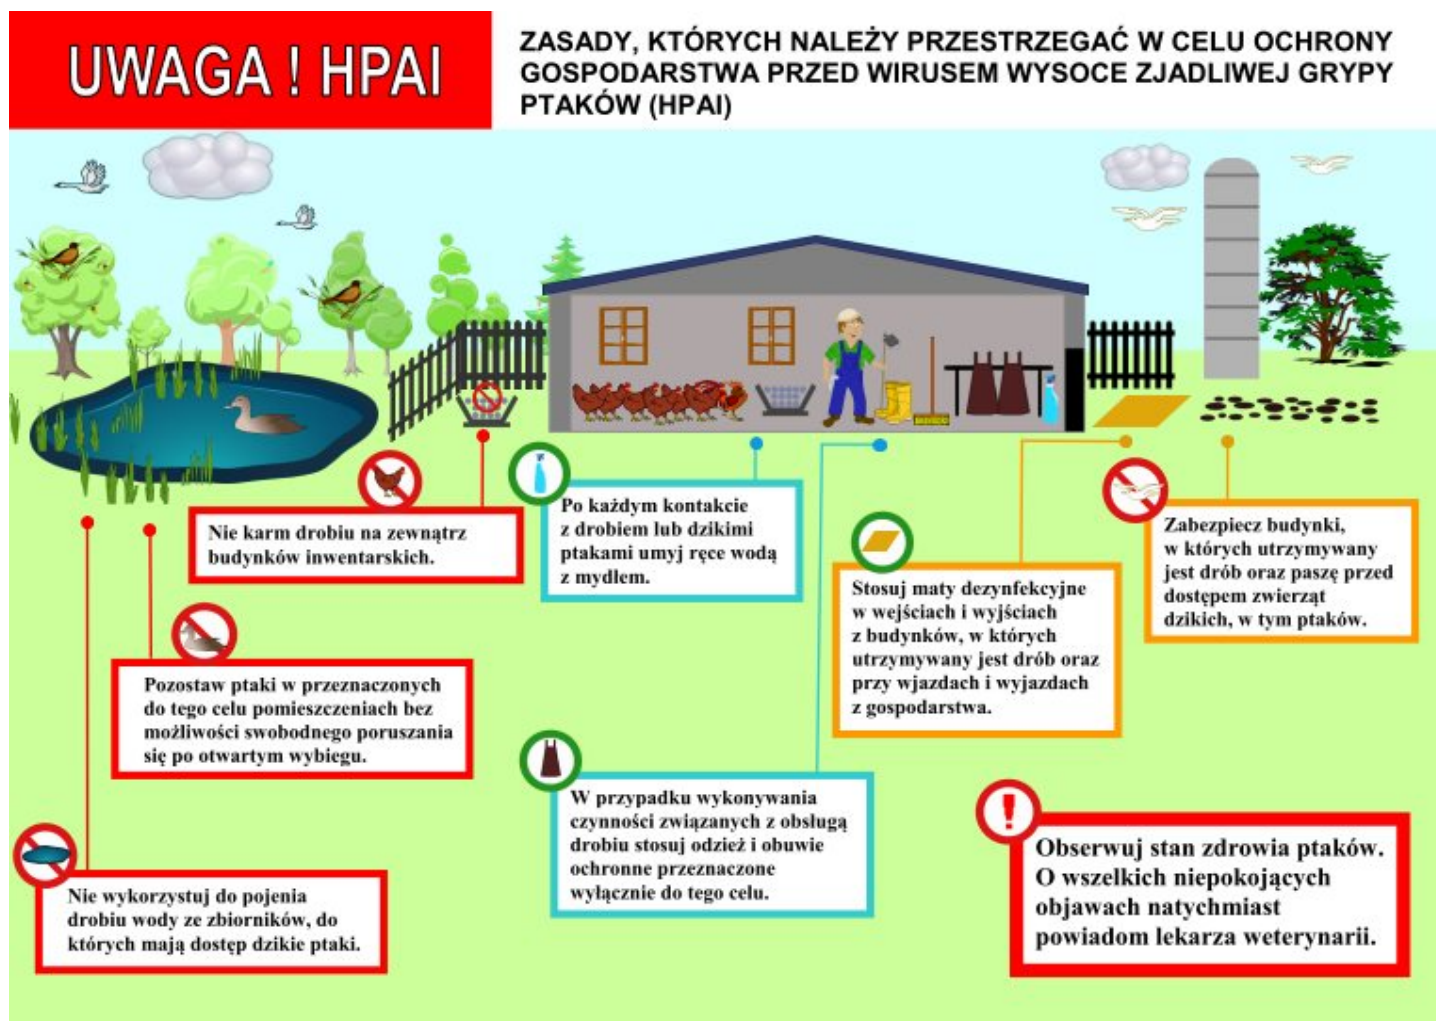 UWAGA ! HPAI
ZASADY, KTÓRYCH NALEŻY PRZESTRZEGAĆ W CELU OCHRONY
GOSPODARSTWA PRZED WIRUSEM WYSOCE ZJADLIWEJ GRYPY
PTAKÓW (HPAI)
Nie karm drobiu na zewnątrz
budynków inwentarskich.
Po każdym kontakcie
z drobiem lub dzikimi
ptakami umyj ręce wodą
z mydłem.
Zabezpiecz budynki,
w których utrzymywany
jest drób oraz paszę przed
dostępem zwierząt
dzikich, w tym ptaków.
Stosuj maty dezynfekcyjne
w wejściach i wyjściach
z budynków, w których
utrzymywany jest drób oraz
przy wjazdach i wyjazdach
z gospodarstwa.
Pozostaw ptaki w przeznaczonych
do tego celu pomieszczeniach bez
możliwości swobodnego poruszania
się po otwartym wybiegu.
W przypadku wykonywania
czynności związanych z obsługą
drobiu stosuj odzież i obuwie
ochronne przeznaczone
wyłącznie do tego celu.
Nie wykorzystuj do pojenia
drobiu wody ze zbiorników, do
których mają dostęp dzikie ptaki.
Obserwuj stan zdrowia ptaków.
O wszelkich niepokojących
objawach natychmiast
powiadom lekarza weterynarii.